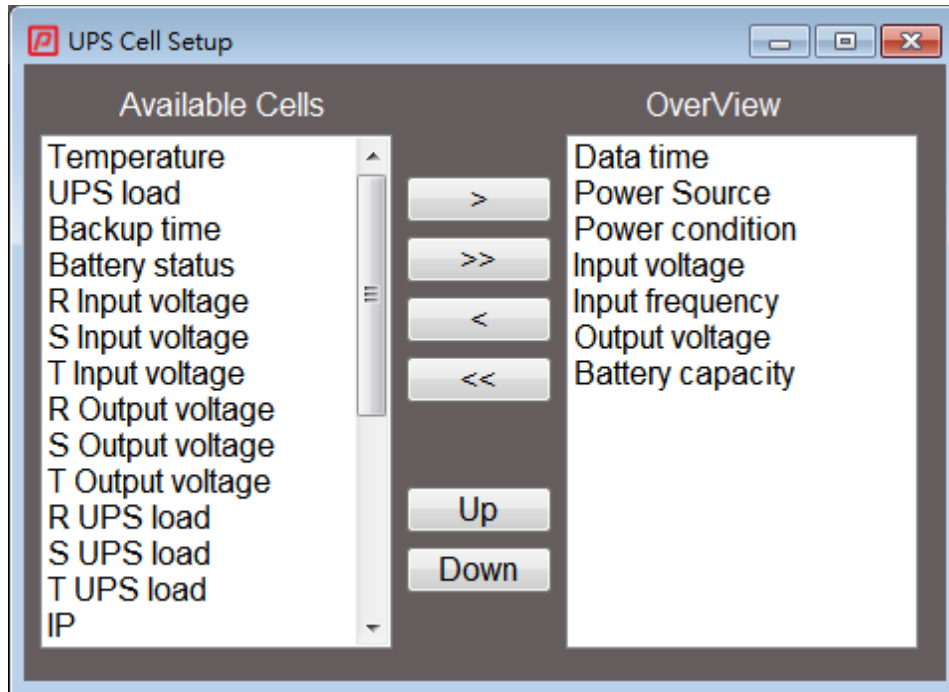 UPS Cell Setup
Available Cells
OverView
Temperature
UPS load
Backup time
Battery status
R Input voltage
S Input voltage
T Input voltage
R Output voltage
S Output voltage
T Output voltage
R UPS load
S UPS load
T UPS load
IP
>
>>
<
<<
Up
Down
Data time
Power Source
Power condition
Input voltage
Input frequency
Output voltage
Battery capacity